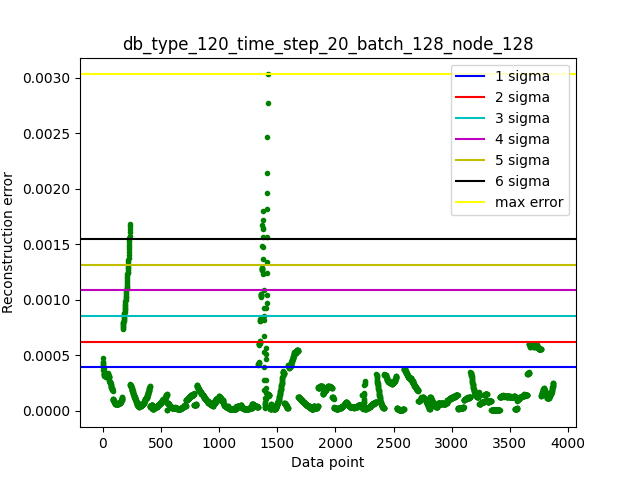 db_type_120_time_step_20_batch_128_node_128
Reconstruction error
0.0030
0.0025
0.0020
0.0015
0.0010
0.0005
0.0000
1 sigma
2 sigma
3 sigma
4 sigma
5 sigma
6 sigma
max error
0 500 1000 1500 2000 2500 3000 3500 4000
Data point